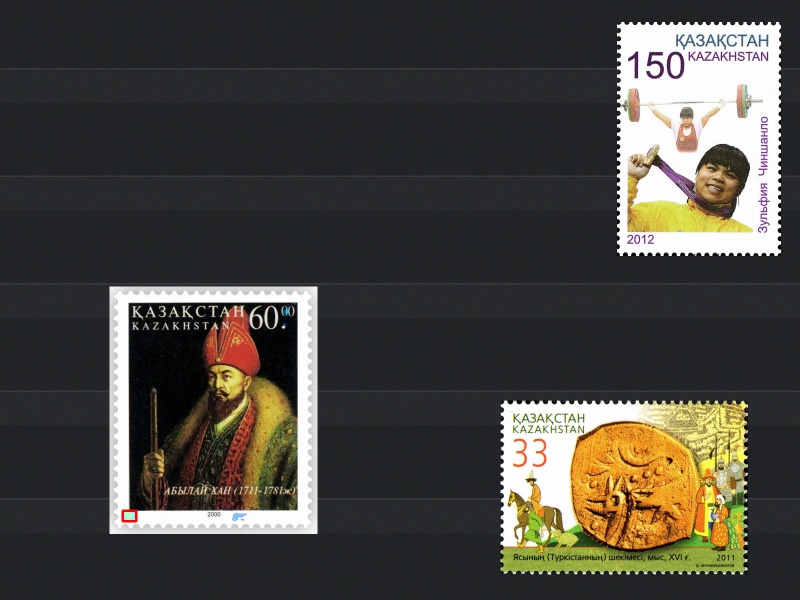 ҚАЗАҚСТАН
150 KAZAKHSTAN
Зульфия Чиншанло
2012
ҚАЗАҚСТАН 60.00
KAZAKHSTAN
АБЫЛАЙ ХАН (1711-1781ж)
2000
ҚАЗАҚСТАН
KAZAKHSTAN
33
Ясының (Түркістанның) шекімесі, мыс, XVI ғ. 2011